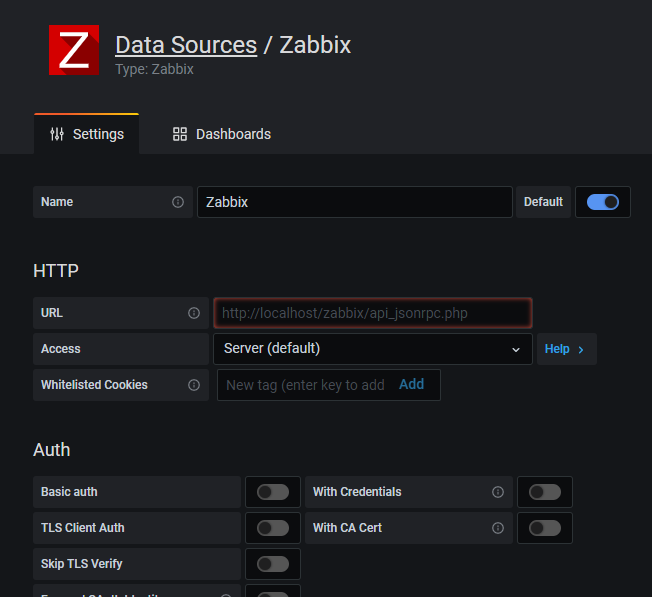 Z
Data Sources / Zabbix
Type: Zabbix
Settings
Dashboards
Name
Zabbix
Default
HTTP
URL
http://localhost/zabbix/api_jsonrpc.php
Access
Server (default)
Help
Whitelisted Cookies
New tag (enter key to add
Add
Auth
Basic auth
With Credentials
TLS Client Auth
With CA Cert
Skip TLS Verify